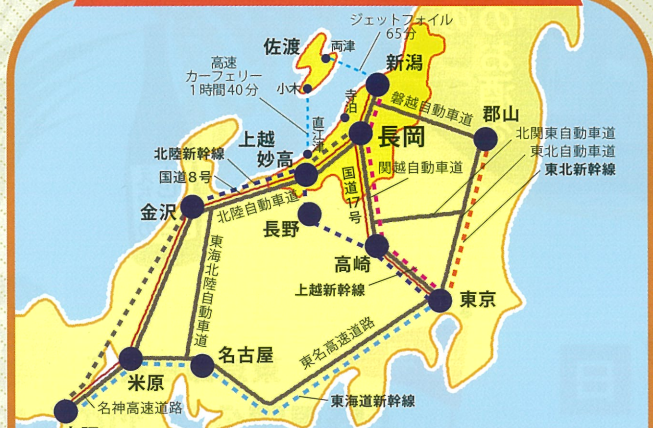 ジェットフォイル
65分
佐渡
両津
新潟
高速
カーフェリー
1時間40分
小木
寺泊
磐越自動車道
郡山
直江津
長岡
北関東自動車道
東北自動車道
東北新幹線
上越
妙高
北陸新幹線
国道8号
関越自動車道
国道17号
金沢
北陸自動車道
長野
高崎
東海北陸自動車道
上越新幹線
東京
東名高速道路
名古屋
米原
名神高速道路
東海道新幹線